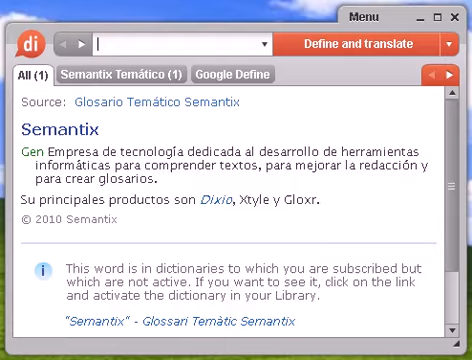 Menu
di
Define and translate
All (1)
Semantix Temático (1)
Google Define
Source: Glosario Temático Semantix
Semantix
Gen Empresa de tecnología dedicada al desarrollo de herramientas
informáticas para comprender textos, para mejorar la redacción y
para crear glosarios.
Su principales productos son Dixio, Xtyle y Gloxr.
© 2010 Semantix
i
This word is in dictionaries to which you are subscribed but
which are not active. If you want to see it, click on the link
and activate the dictionary in your Library.
"Semantix" - Glossari Temàtic Semantix